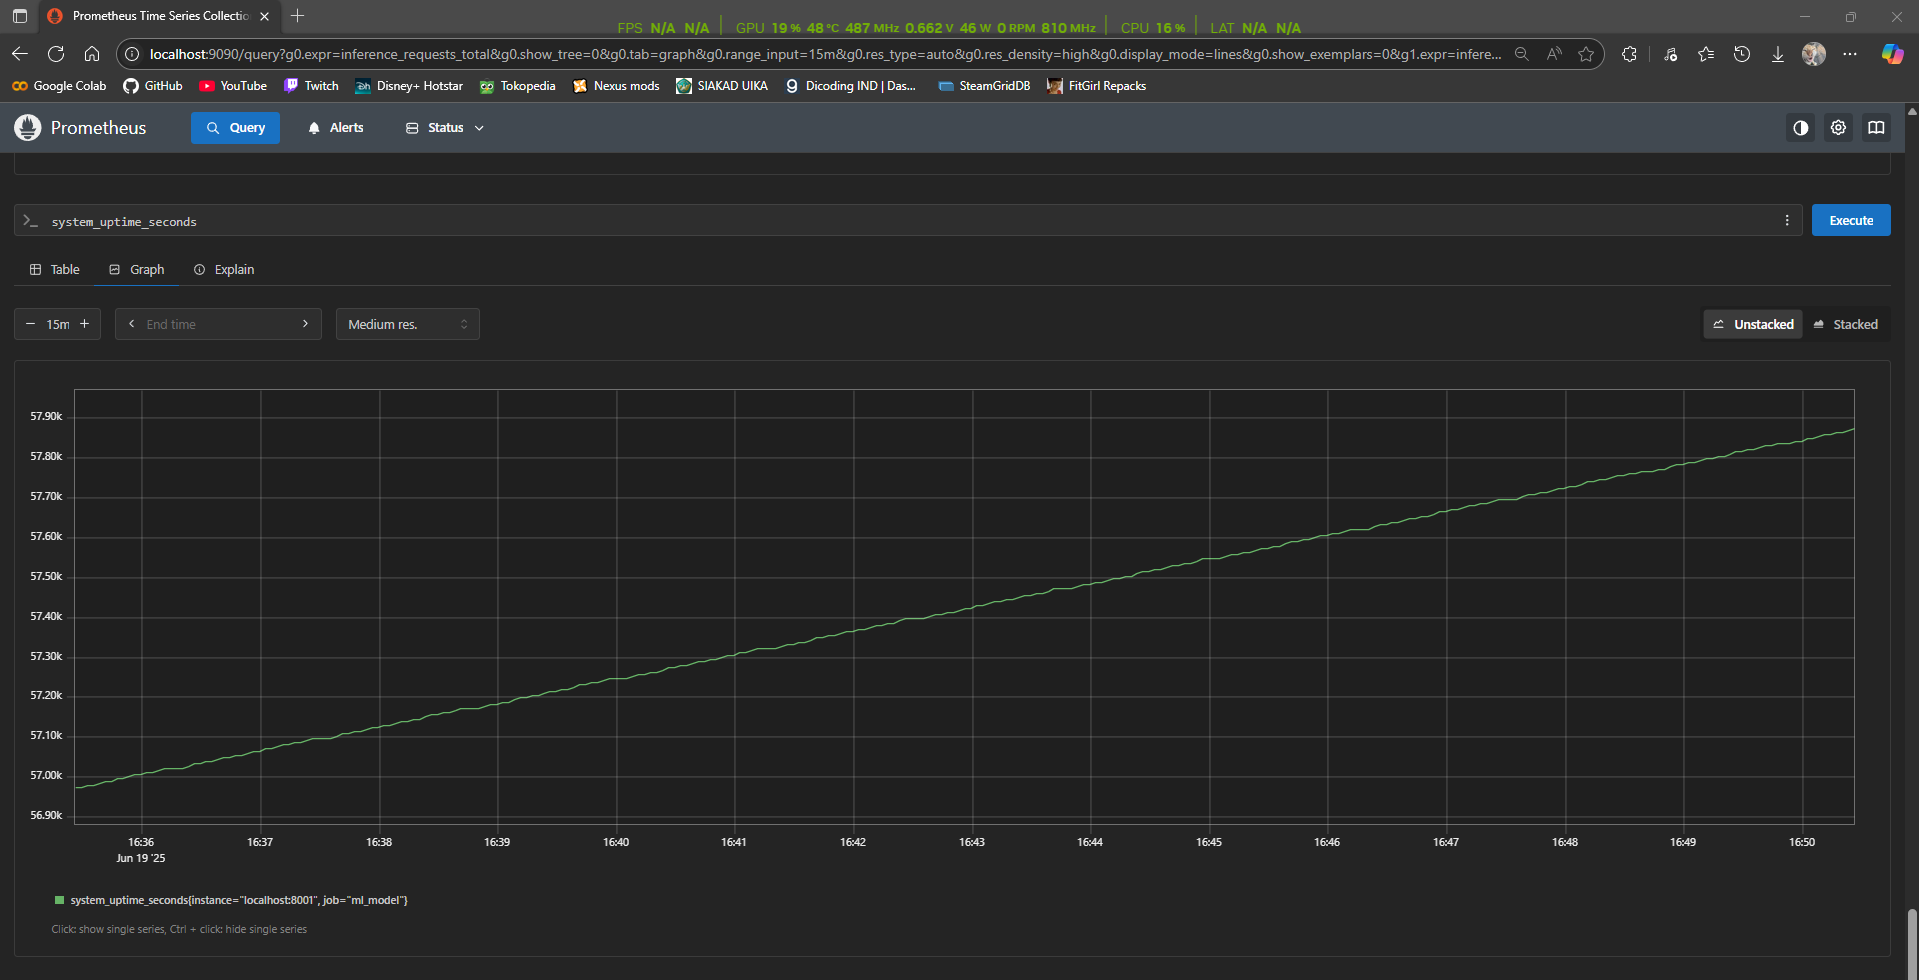 Prometheus Time Series Collectio
FPS N/A N/A GPU 19 % 48 °C 487 MHz 0.662 V 46 W 0 RPM 810 MHz CPU 16 % LAT N/A N/A
localhost:9090/query?g0.expr=inference_requests_total&g0.show_tree=0&g0.tab=graph&g0.range_input=15m&g0.res_type=auto&g0.res_density=high&g0.display_mode=lines&g0.show_exemplars=0&g1.expr=infere...
Google Colab GitHub YouTube Twitch Disney+ Hotstar Tokopedia Nexus mods SIAKAD UIKA Dicoding IND | Das... SteamGridDB FitGirl Repacks
Prometheus Query Alerts Status
system_uptime_seconds Execute
Table Graph Explain
15m End time Medium res. Unstacked Stacked
57.90k
57.80k
57.70k
57.60k
57.50k
57.40k
57.30k
57.20k
57.10k
57.00k
56.90k
16:36 16:37 16:38 16:39 16:40 16:41 16:42 16:43 16:44 16:45 16:46 16:47 16:48 16:49 16:50
Jun 19 '25
system_uptime_seconds{instance="localhost:8001", job="ml_model"}
Click: show single series, Ctrl + click: hide single series